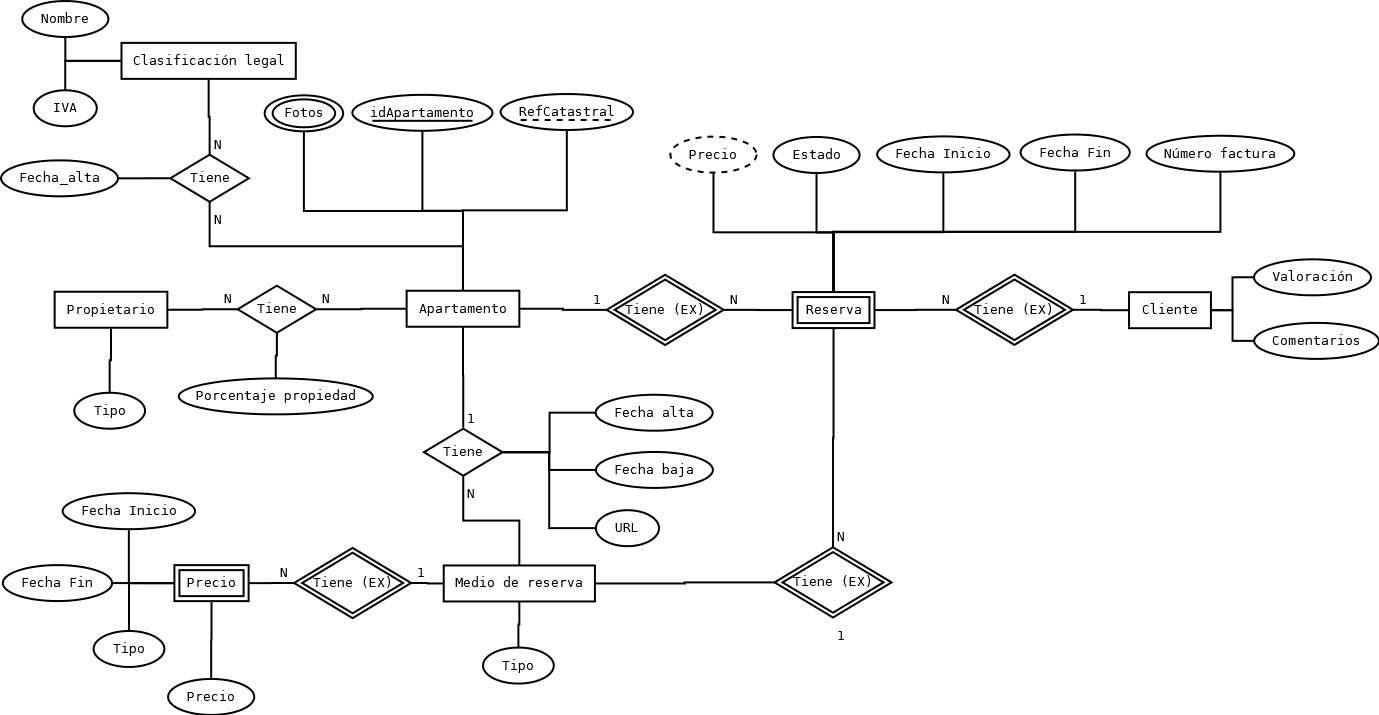 Nombre
Clasificación legal
IVA
Fotos
idApartamento
RefCatastral
N
Precio
Estado
Fecha Inicio
Fecha Fin
Número factura
Fecha_alta
Tiene
N
Valoración
Propietario
N
Tiene
N
Apartamento
1
Tiene (EX)
N
Reserva
N
Tiene (EX)
1
Cliente
Comentarios
Porcentaje propiedad
Tipo
1
Fecha alta
Tiene
Fecha baja
N
Fecha Inicio
URL
N
Fecha Fin
Precio
N
Tiene (EX)
1
Medio de reserva
Tiene (EX)
1
Tipo
Tipo
Precio